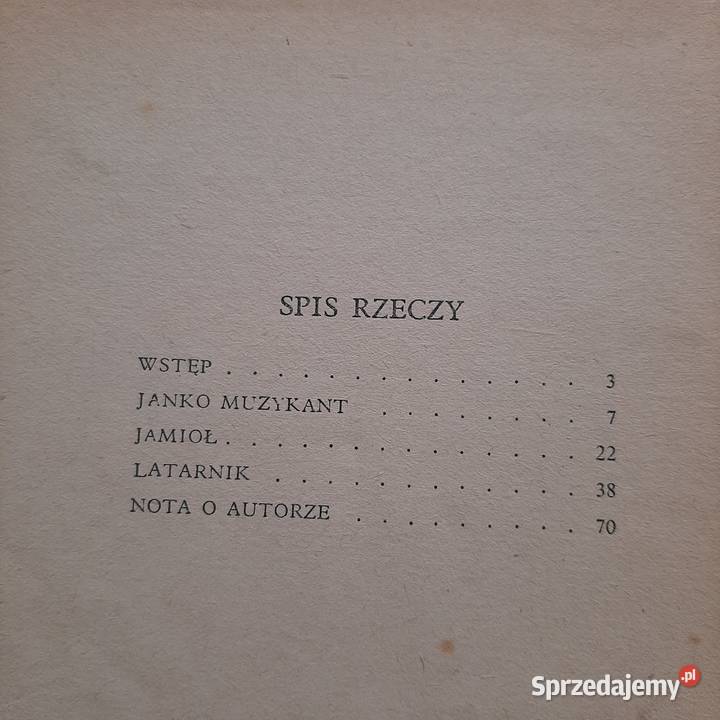 SPIS RZECZY
WSTĘP . . . . . . . . . . . . . . 3
JANKO MUZYKANT . . . . . . . . 7
JAMIOŁ . . . . . . . . . . . . . . 22
LATARNIK . . . . . . . . . . . . 38
NOTA O AUTORZE . . . . . . . . . 70
Sprzedajemy.pl